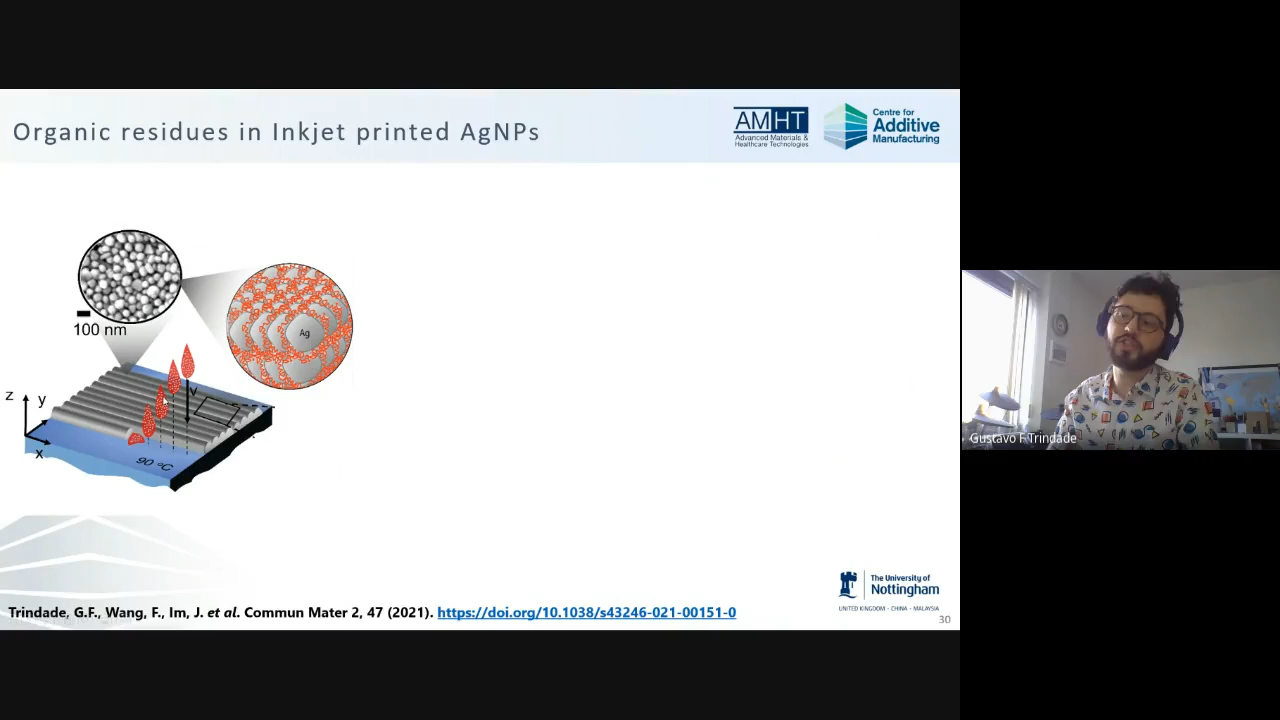 Organic residues in Inkjet printed AgNPs
AMHT
Advanced Materials &
Healthcare Technologies
Centre for
Additive
Manufacturing
100 nm
Ag
z
y
x
v
90 °C
Gustavo F Trindade
The University of
Nottingham
UNITED KINGDOM · CHINA · MALAYSIA
Trindade, G.F., Wang, F., Im, J. et al. Commun Mater 2, 47 (2021). https://doi.org/10.1038/s43246-021-00151-0
30